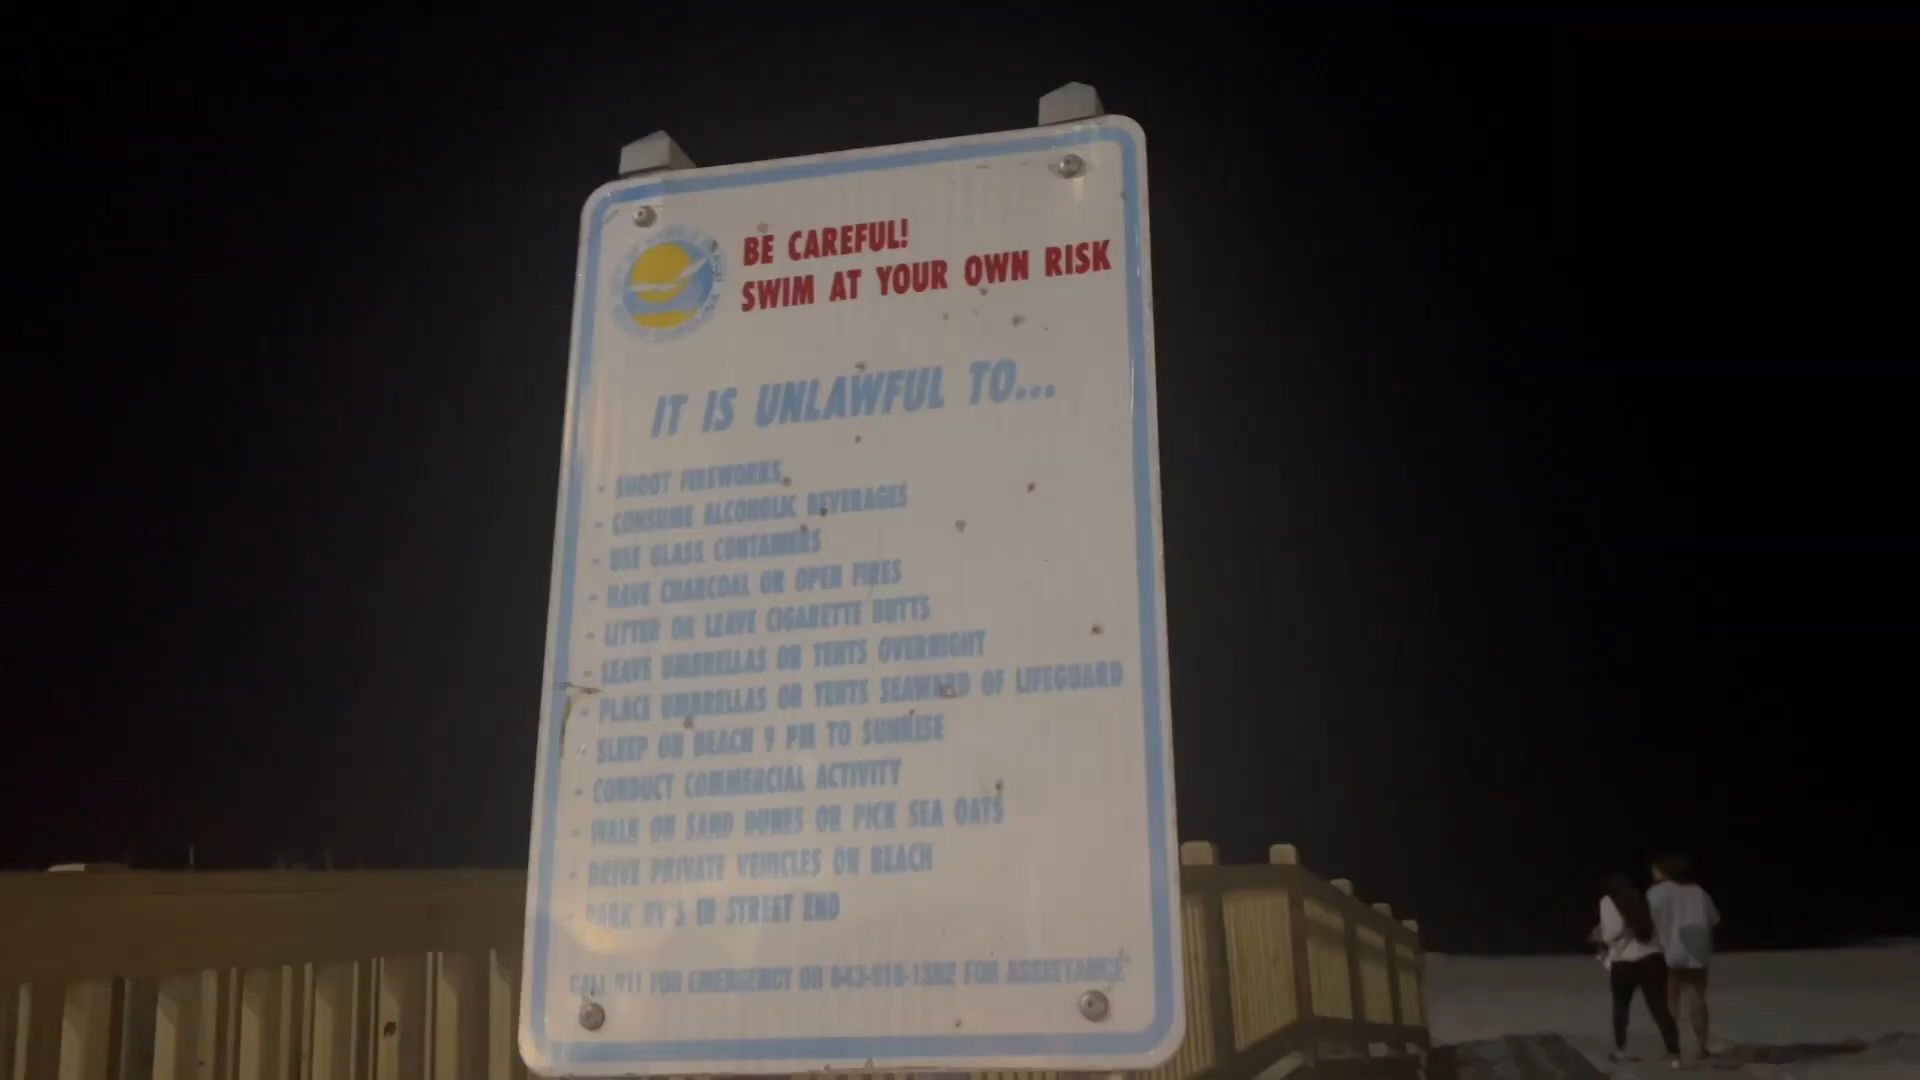 BE CAREFUL!
SWIM AT YOUR OWN RISK
IT IS UNLAWFUL TO...
- SHOOT FIREWORKS
- CONSUME ALCOHOLIC BEVERAGES
- USE GLASS CONTAINERS
- HAVE CHARCOAL OR OPEN FIRES
- LITTER OR LEAVE CIGARETTE BUTTS
- LEAVE UMBRELLAS OR TENTS OVERNIGHT
- PLACE UMBRELLAS OR TENTS SEAWARD OF LIFEGUARD
- SLEEP ON BEACH 9 PM TO SUNRISE
- CONDUCT COMMERCIAL ACTIVITY
- WALK ON SAND DUNES OR PICK SEA OATS
- DRIVE PRIVATE VEHICLES ON BEACH
- PARK RV'S IN STREET END
CALL 911 FOR EMERGENCY OR 843-918-1382 FOR ASSISTANCE